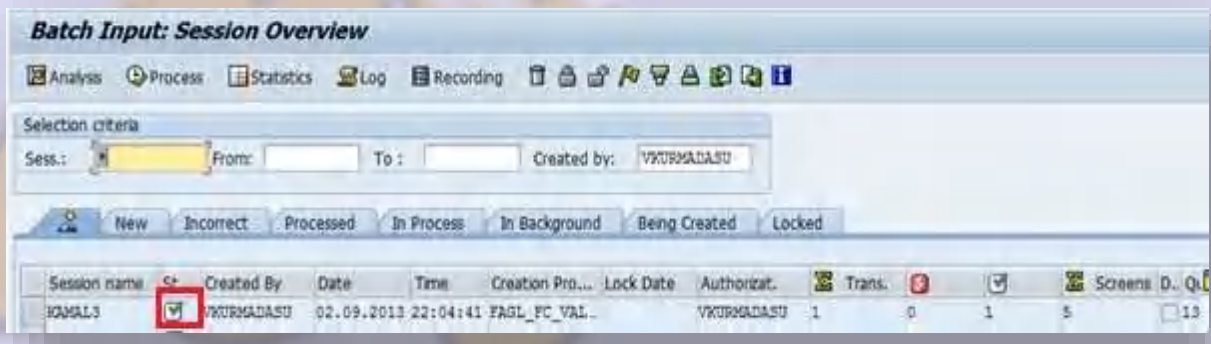 Batch Input: Session Overview
Analysis Process Statistics Log Recording
Selection criteria
Sess.: * From: To : Created by: VKURMADASU
New Incorrect Processed In Process In Background Being Created Locked
Session name St. Created By Date Time Creation Pro... Lock Date Authorizat. Trans. Screens D.. Qu
KAMAL3 VKURMADASU 02.09.2013 22:04:41 FAGL_FC_VAL.. VKURMADASU 1 0 1 5 13